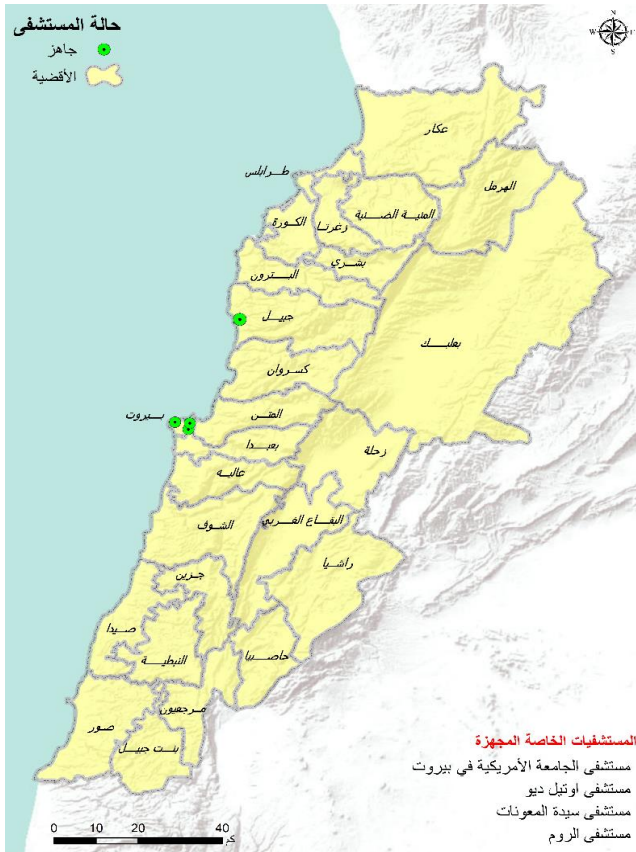 حالة المستشفى
جاهز
الأقضية
N
W
E
S
عكار
طرابلس
الهرمل
المنية الضنية
زغرتا
الكورة
بشري
البترون
جبيل
بعلبك
كسروان
بيروت
المتن
بعبدا
زحلة
عاليه
الشوف
البقاع الغربي
راشيا
جزين
صيدا
حاصبيا
النبطية
مرجعيون
صور
بنت جبيل
المستشفيات الخاصة المجهزة
مستشفى الجامعة الأمريكية في بيروت
مستشفى اوتيل ديو
مستشفى سيدة المعونات
مستشفى الروم
0 10 20 40
كم